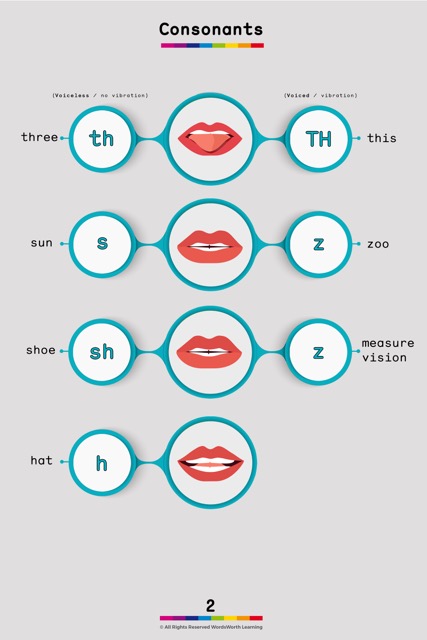 Consonants
(Voiceless / no vibration) (Voiced / vibration)
three th TH this
sun s z zoo
shoe sh z measure
vision
hat h
2
© All Rights Reserved WordsWorth Learning